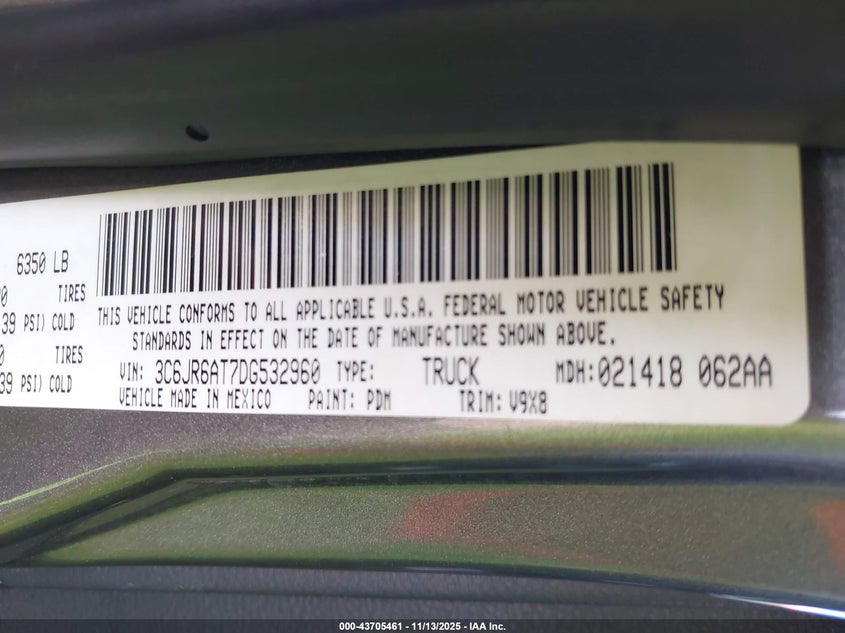 6350 LB
0 TIRES
39 PSI) COLD
0 TIRES
39 PSI) COLD
THIS VEHICLE CONFORMS TO ALL APPLICABLE U.S.A. FEDERAL MOTOR VEHICLE SAFETY
STANDARDS IN EFFECT ON THE DATE OF MANUFACTURE SHOWN ABOVE.
VIN: 3C6JR6AT7DG532960 TYPE: TRUCK MDH:021418 062AA
VEHICLE MADE IN MEXICO PAINT: PDM TRIM: V9X8
000-43705461 - 11/13/2025 - IAA Inc.